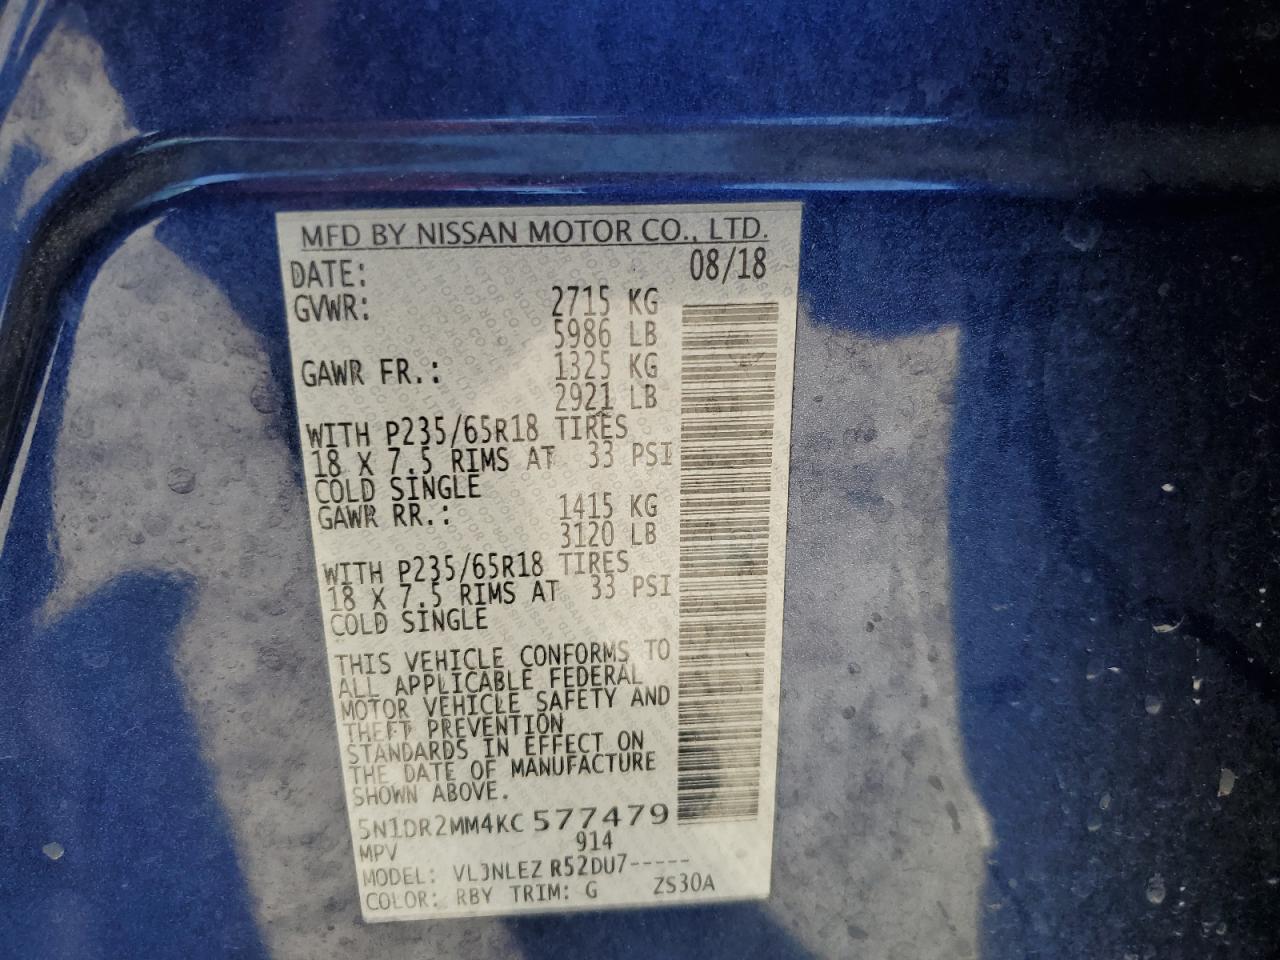 MFD BY NISSAN MOTOR CO., LTD.
DATE: 08/18
GVWR: 2715 KG
5986 LB
GAWR FR.: 1325 KG
2921 LB
WITH P235/65R18 TIRES
18 X 7.5 RIMS AT 33 PSI
COLD SINGLE
GAWR RR.: 1415 KG
3120 LB
WITH P235/65R18 TIRES
18 X 7.5 RIMS AT 33 PSI
COLD SINGLE
THIS VEHICLE CONFORMS TO
ALL APPLICABLE FEDERAL
MOTOR VEHICLE SAFETY AND
THEFT PREVENTION
STANDARDS IN EFFECT ON
THE DATE OF MANUFACTURE
SHOWN ABOVE.
5N1DR2MM4KC577479
MPV 914
MODEL: VLJNLEZ R52DU7-----
COLOR: RBY TRIM: G ZS30A